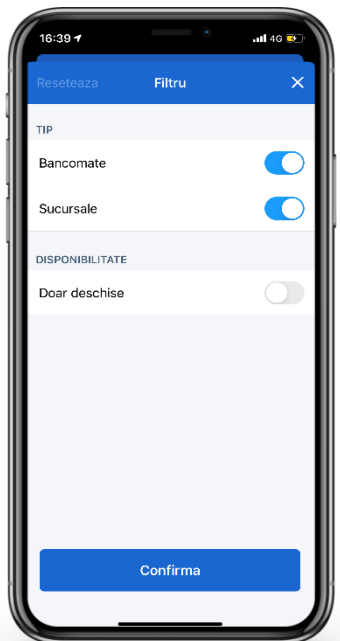 16:39 4G
Reseteaza Filtru
TIP
Bancomate
Sucursale
DISPONIBILITATE
Doar deschise
Confirma